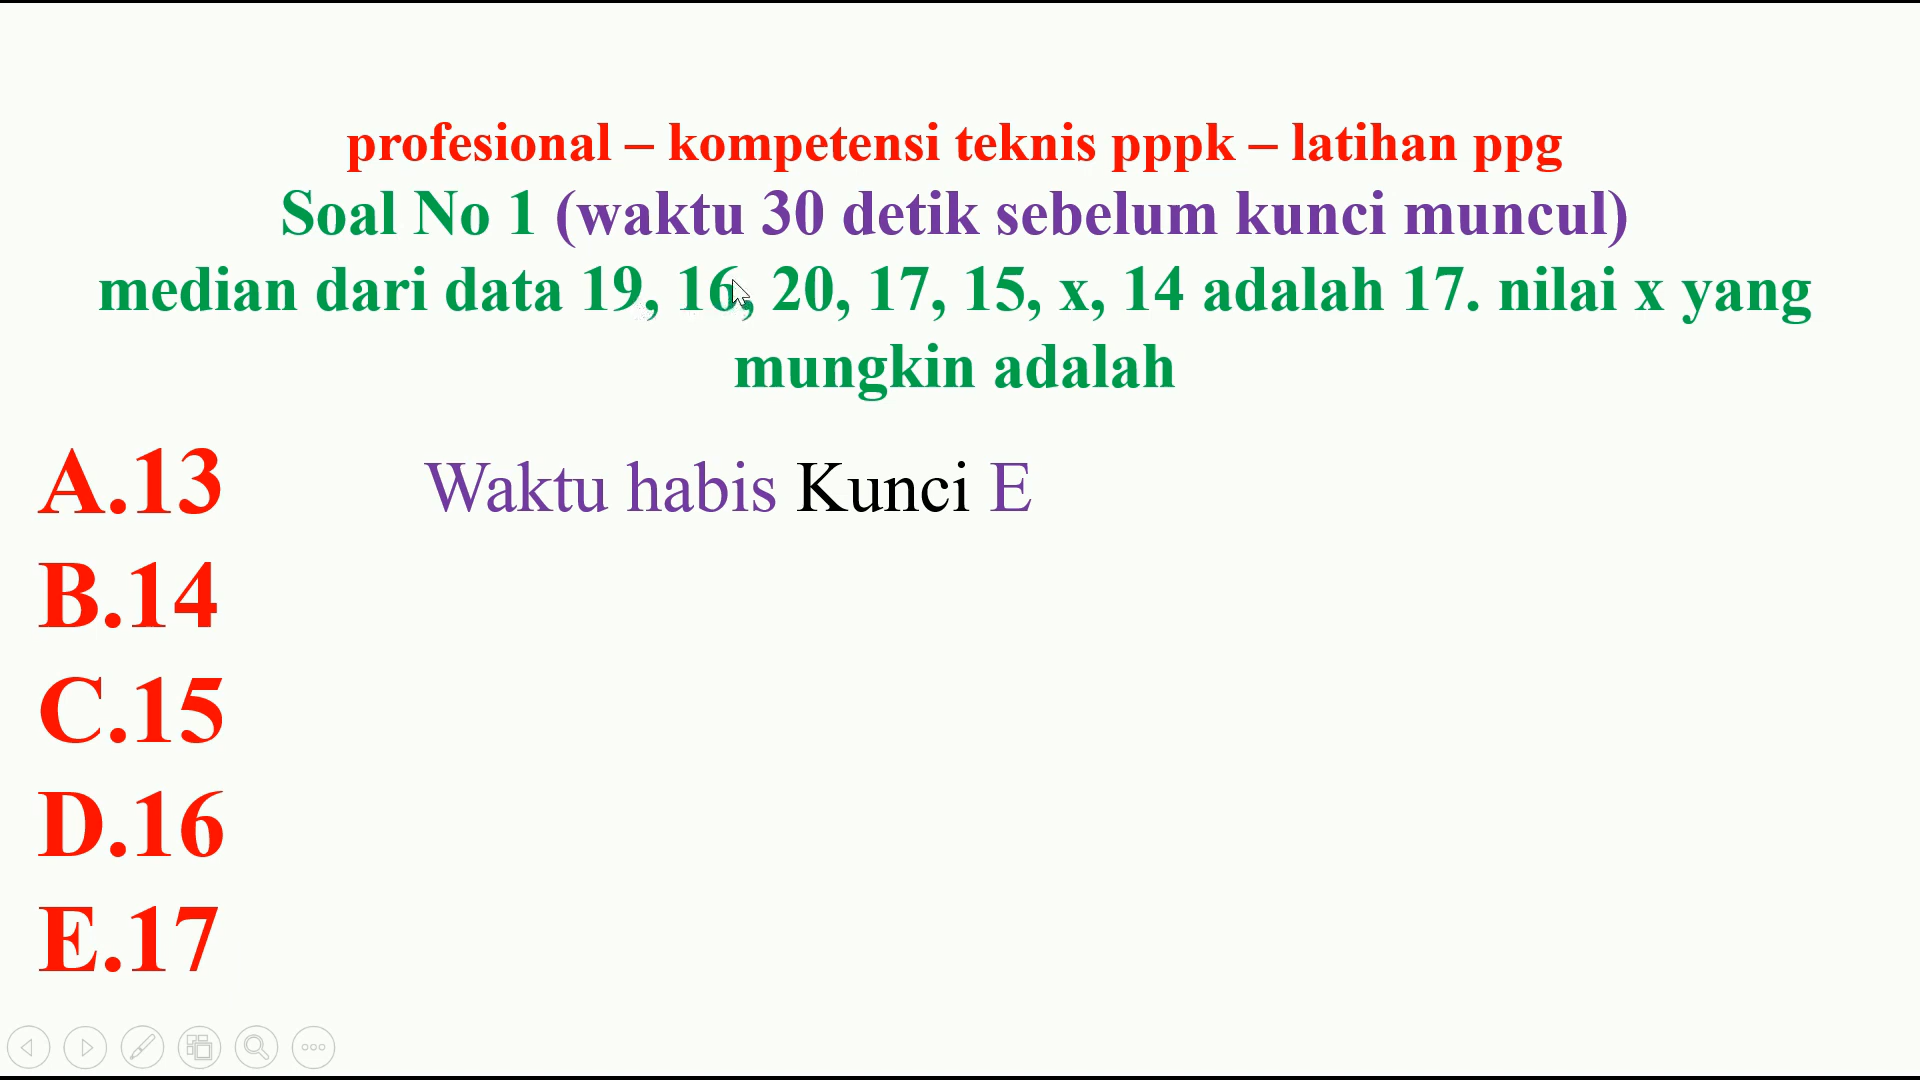 profesional – kompetensi teknis pppk – latihan ppg
Soal No 1 (waktu 30 detik sebelum kunci muncul)
median dari data 19, 16, 20, 17, 15, x, 14 adalah 17. nilai x yang
mungkin adalah
A.13
Waktu habis Kunci E
B.14
C.15
D.16
E.17